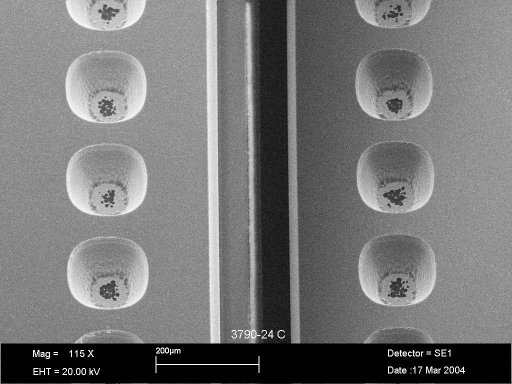 3790-24 C
Mag = 115 X
200µm
Detector = SE1
EHT = 20.00 kV
Date :17 Mar 2004